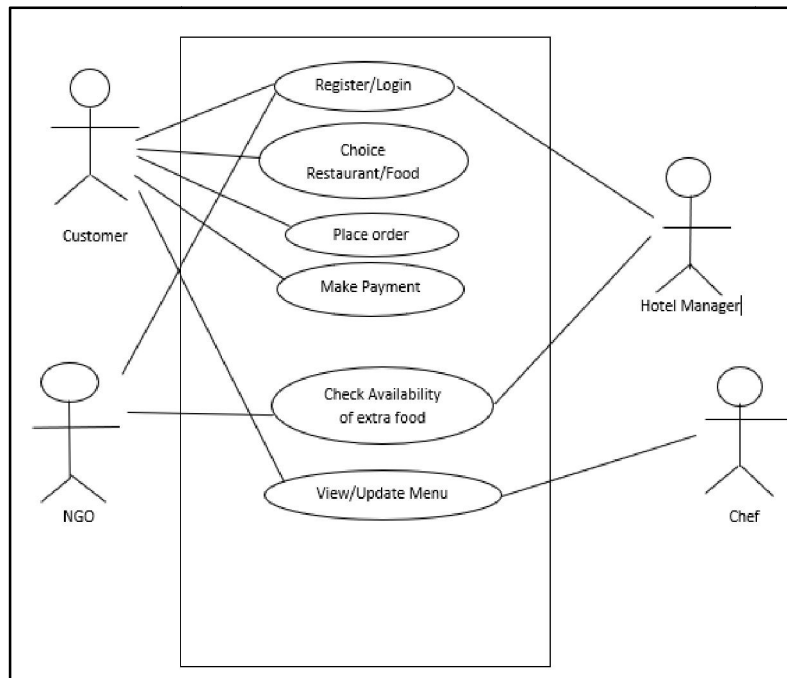 Register/Login
Choice
Restaurant/Food
Customer
Place order
Make Payment
Hotel Manager
Check Availability
of extra food
View/Update Menu
NGO
Chef